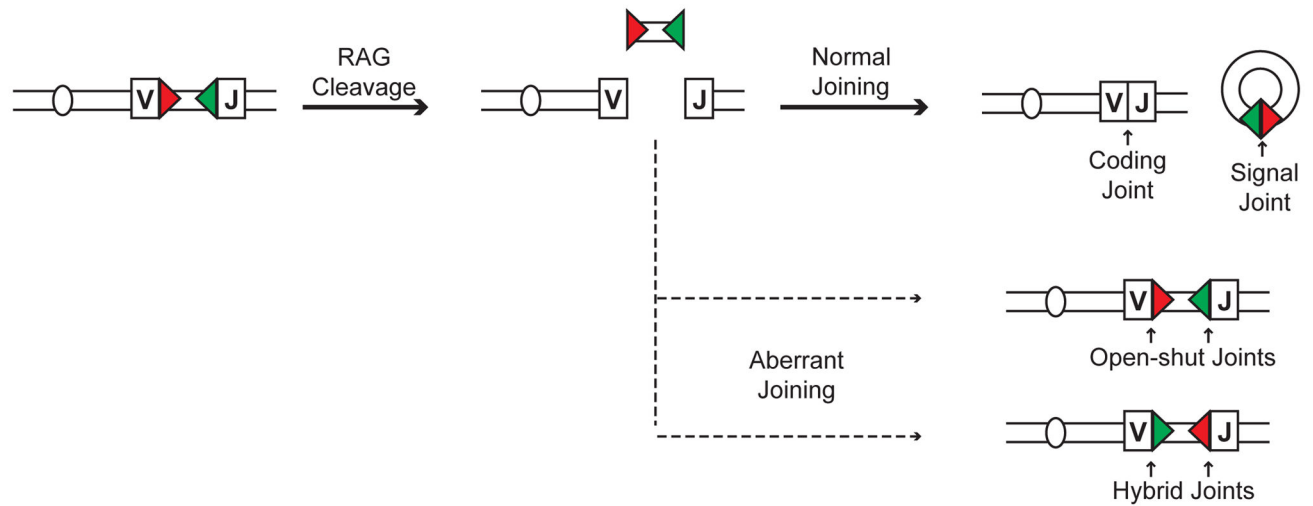 RAG
Cleavage
V J
V J
Normal
Joining
V J
Coding
Joint
Signal
Joint
V J
Open-shut Joints
Aberrant
Joining
V J
Hybrid Joints